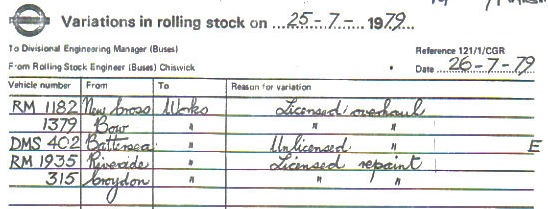 Variations in rolling stock on 25-7-1979
To Divisional Engineering Manager (Buses) Reference 121/1/CGR
From Rolling Stock Engineer (Buses) Chiswick Date 26-7-79
Vehicle number From To Reason for variation
RM 1182 New Cross Works Licensed overhaul
1379 Bow " " "
DMS 402 Battersea " Unlicensed " E
RM 1935 Riverside " Licensed repaint
315 Croydon " " "